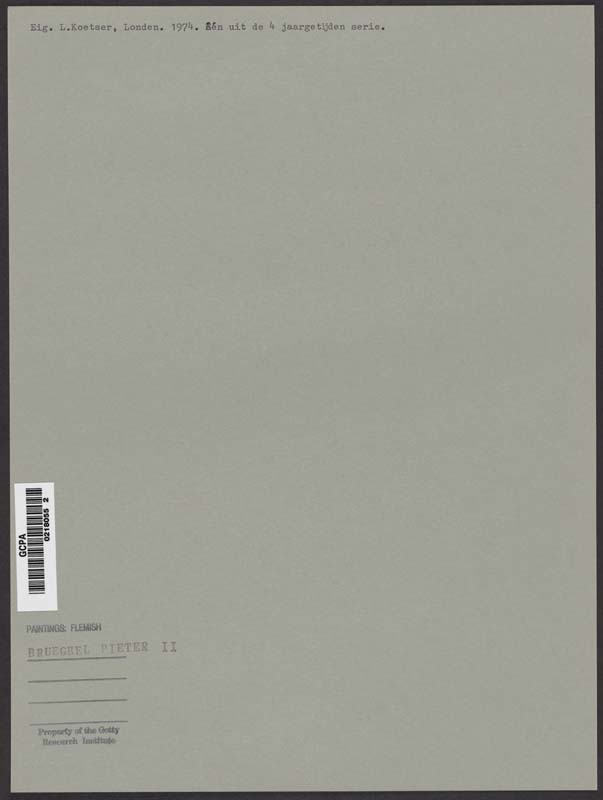 Eig. L.Koetser, Londen. 1974. Één uit de 4 jaargetijden serie.
GCPA
0218055 2
PAINTINGS: FLEMISH
BRUEGHEL PIETER II
Property of the Getty
Research Institute